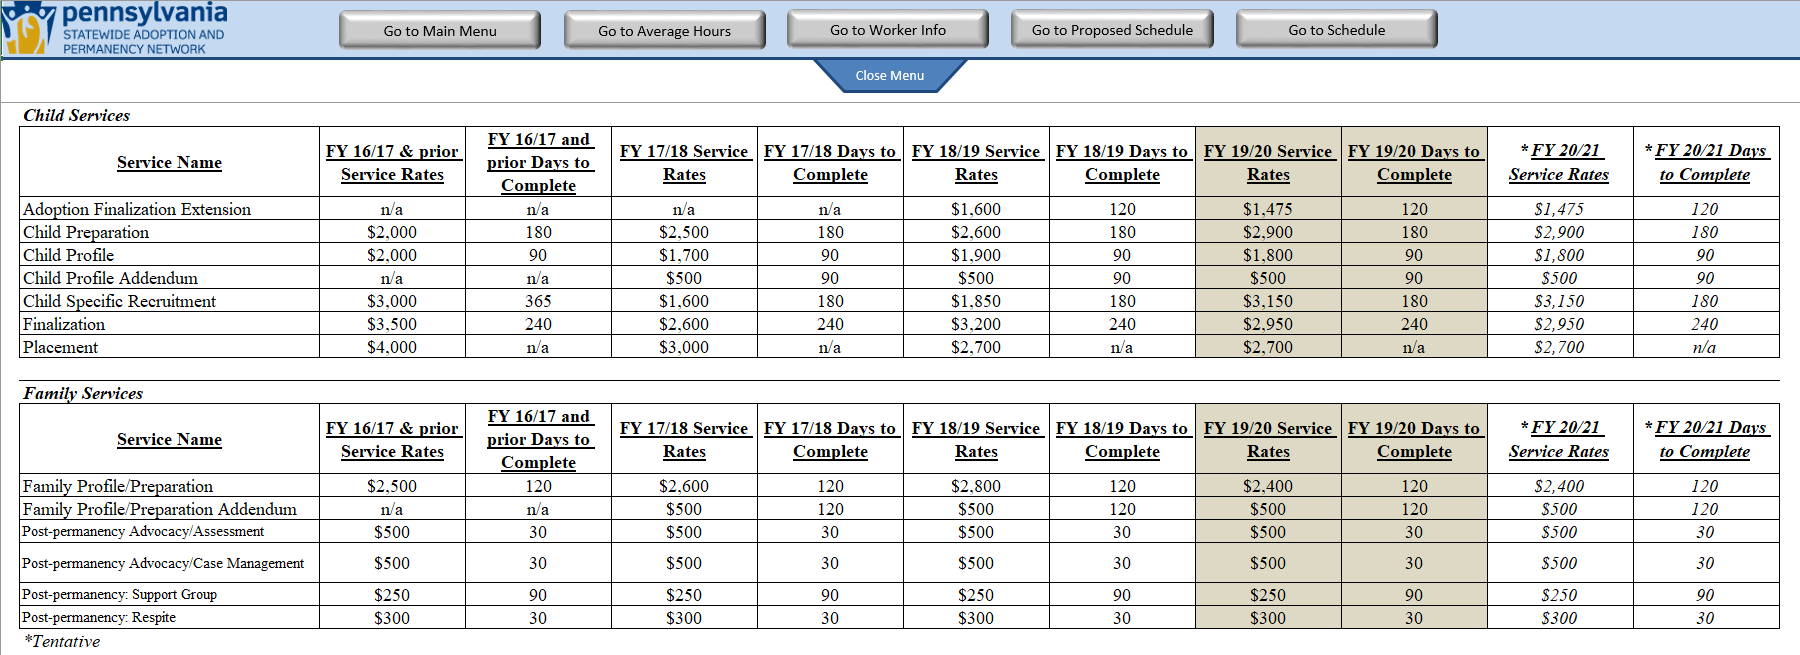 pennsylvania
STATEWIDE ADOPTION AND
PERMANENCY NETWORK
Go to Main Menu
Go to Average Hours
Go to Worker Info
Go to Proposed Schedule
Go to Schedule
Close Menu
Child Services
Service Name | FY 16/17 & prior Service Rates | FY 16/17 and prior Days to Complete | FY 17/18 Service Rates | FY 17/18 Days to Complete | FY 18/19 Service Rates | FY 18/19 Days to Complete | FY 19/20 Service Rates | FY 19/20 Days to Complete | *FY 20/21 Service Rates | *FY 20/21 Days to Complete
Adoption Finalization Extension | n/a | n/a | n/a | n/a | $1,600 | 120 | $1,475 | 120 | $1,475 | 120
Child Preparation | $2,000 | 180 | $2,500 | 180 | $2,600 | 180 | $2,900 | 180 | $2,900 | 180
Child Profile | $2,000 | 90 | $1,700 | 90 | $1,900 | 90 | $1,800 | 90 | $1,800 | 90
Child Profile Addendum | n/a | n/a | $500 | 90 | $500 | 90 | $500 | 90 | $500 | 90
Child Specific Recruitment | $3,000 | 365 | $1,600 | 180 | $1,850 | 180 | $3,150 | 180 | $3,150 | 180
Finalization | $3,500 | 240 | $2,600 | 240 | $3,200 | 240 | $2,950 | 240 | $2,950 | 240
Placement | $4,000 | n/a | $3,000 | n/a | $2,700 | n/a | $2,700 | n/a | $2,700 | n/a
Family Services
Service Name | FY 16/17 & prior Service Rates | FY 16/17 and prior Days to Complete | FY 17/18 Service Rates | FY 17/18 Days to Complete | FY 18/19 Service Rates | FY 18/19 Days to Complete | FY 19/20 Service Rates | FY 19/20 Days to Complete | *FY 20/21 Service Rates | *FY 20/21 Days to Complete
Family Profile/Preparation | $2,500 | 120 | $2,600 | 120 | $2,800 | 120 | $2,400 | 120 | $2,400 | 120
Family Profile/Preparation Addendum | n/a | n/a | $500 | 120 | $500 | 120 | $500 | 120 | $500 | 120
Post-permanency Advocacy/Assessment | $500 | 30 | $500 | 30 | $500 | 30 | $500 | 30 | $500 | 30
Post-permanency Advocacy/Case Management | $500 | 30 | $500 | 30 | $500 | 30 | $500 | 30 | $500 | 30
Post-permanency: Support Group | $250 | 90 | $250 | 90 | $250 | 90 | $250 | 90 | $250 | 90
Post-permanency: Respite | $300 | 30 | $300 | 30 | $300 | 30 | $300 | 30 | $300 | 30
*Tentative